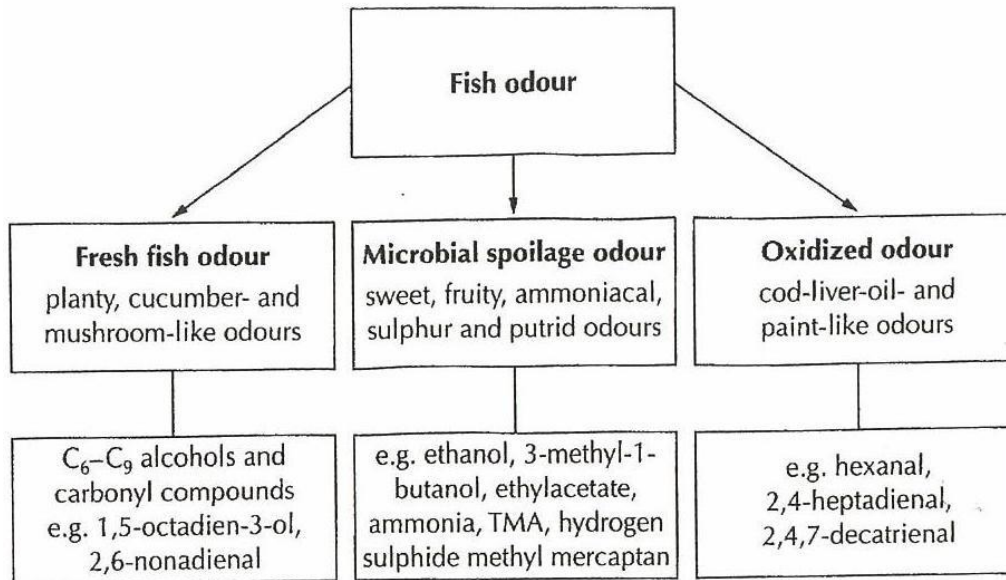 Fish odour
Fresh fish odour
planty, cucumber- and
mushroom-like odours
Microbial spoilage odour
sweet, fruity, ammoniacal,
sulphur and putrid odours
Oxidized odour
cod-liver-oil- and
paint-like odours
C₆–C₉ alcohols and
carbonyl compounds
e.g. 1,5-octadien-3-ol,
2,6-nonadienal
e.g. ethanol, 3-methyl-1-
butanol, ethylacetate,
ammonia, TMA, hydrogen
sulphide methyl mercaptan
e.g. hexanal,
2,4-heptadienal,
2,4,7-decatrienal